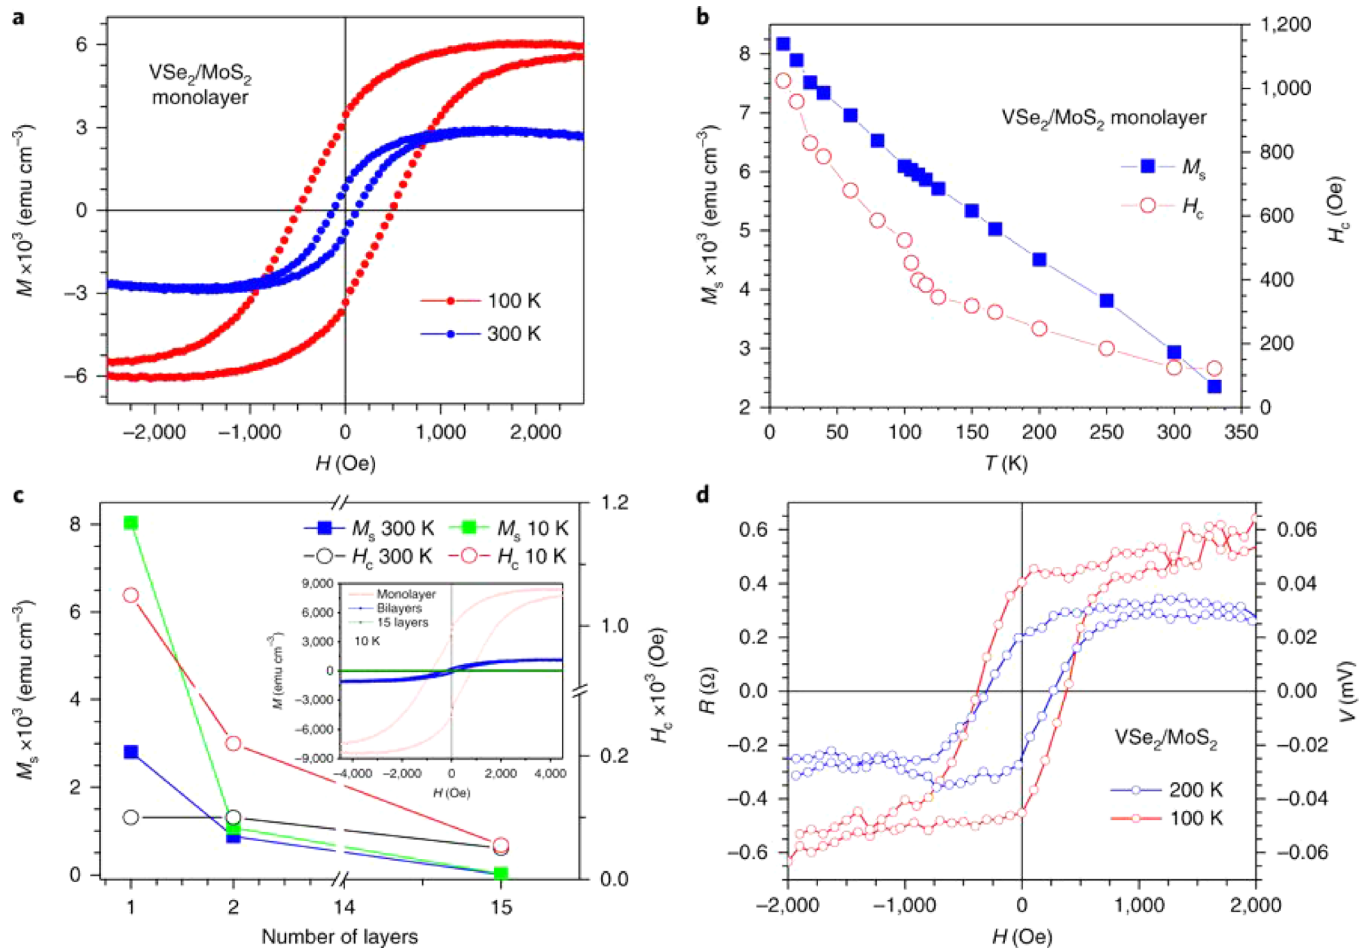 a
VSe2/MoS2
monolayer
6
3
0
−3
−6
M ×10³ (emu cm⁻³)
100 K
300 K
−2,000 −1,000 0 1,000 2,000
H (Oe)
b
8
7
6
5
4
3
2
Ms ×10³ (emu cm⁻³)
VSe2/MoS2 monolayer
Ms
Hc
1,200
1,000
800
600
400
200
0
Hc (Oe)
0 50 100 150 200 250 300 350
T (K)
c
8
6
4
2
0
Ms ×10³ (emu cm⁻³)
Ms 300 K Ms 10 K
Hc 300 K Hc 10 K
9,000
6,000
3,000
0
−3,000
−6,000
−9,000
M (emu cm⁻³)
Monolayer
Bilayers
15 layers
10 K
−4,000 −2,000 0 2,000 4,000
H (Oe)
1.2
1.0
0.2
0.0
Hc ×10³ (Oe)
1 2 14 15
Number of layers
d
0.6
0.4
0.2
0.0
−0.2
−0.4
−0.6
R (Ω)
VSe2/MoS2
200 K
100 K
0.06
0.04
0.02
0.00
−0.02
−0.04
−0.06
V (mV)
−2,000 −1,000 0 1,000 2,000
H (Oe)